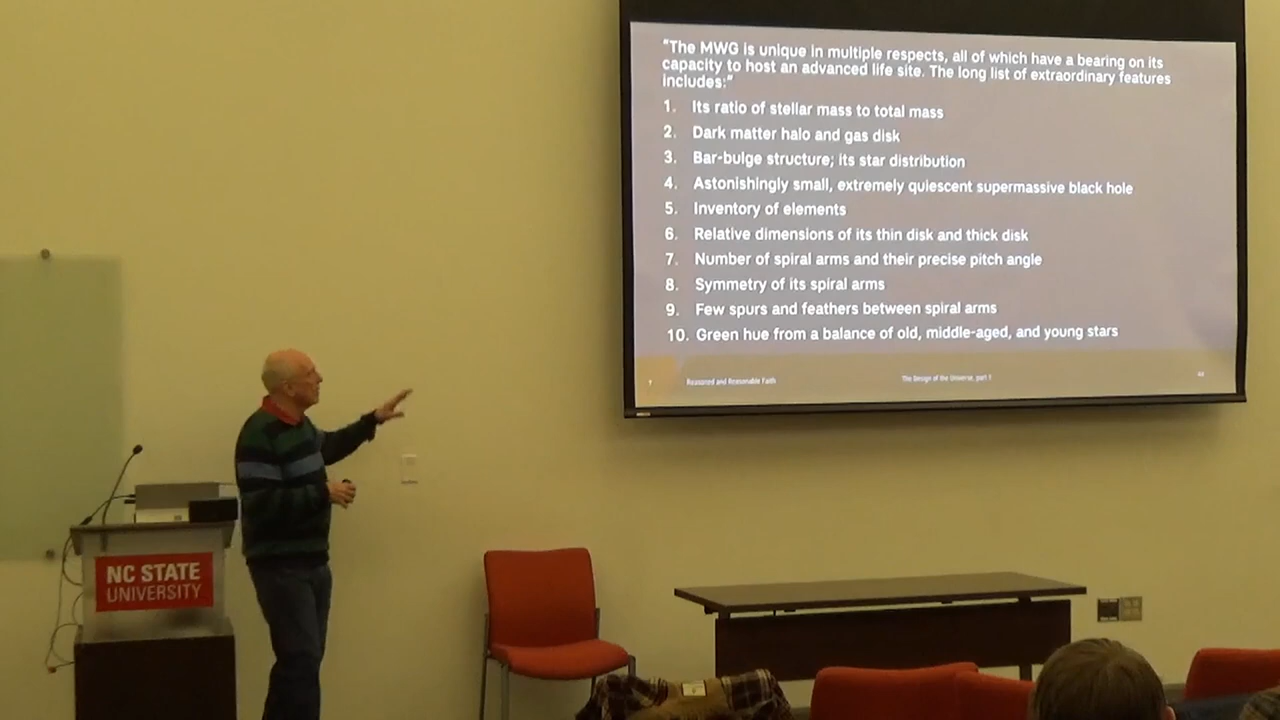 "The MWG is unique in multiple respects, all of which have a bearing on its
capacity to host an advanced life site. The long list of extraordinary features
includes:"
1. Its ratio of stellar mass to total mass
2. Dark matter halo and gas disk
3. Bar-bulge structure; its star distribution
4. Astonishingly small, extremely quiescent supermassive black hole
5. Inventory of elements
6. Relative dimensions of its thin disk and thick disk
7. Number of spiral arms and their precise pitch angle
8. Symmetry of its spiral arms
9. Few spurs and feathers between spiral arms
10. Green hue from a balance of old, middle-aged, and young stars
Reasoned and Reasonable Faith The Design of the Universe, part 1
NC STATE
UNIVERSITY